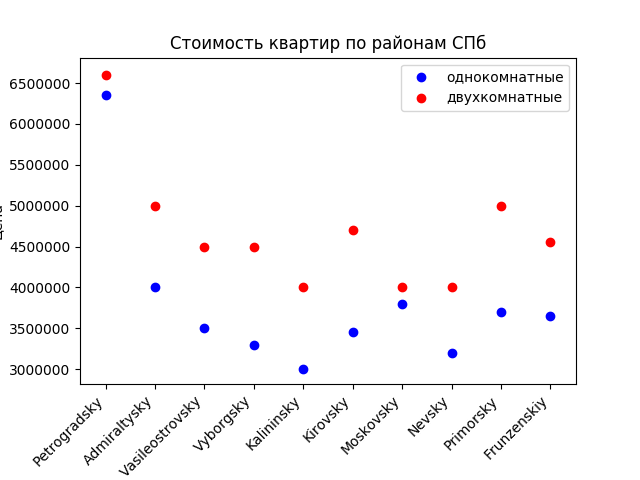 Стоимость квартир по районам СПб
однокомнатные
двухкомнатные
6500000
6000000
5500000
5000000
4500000
4000000
3500000
3000000
Petrogradsky
Admiraltysky
Vasileostrovsky
Vyborgsky
Kalininsky
Kirovsky
Moskovsky
Nevsky
Primorsky
Frunzenskiy